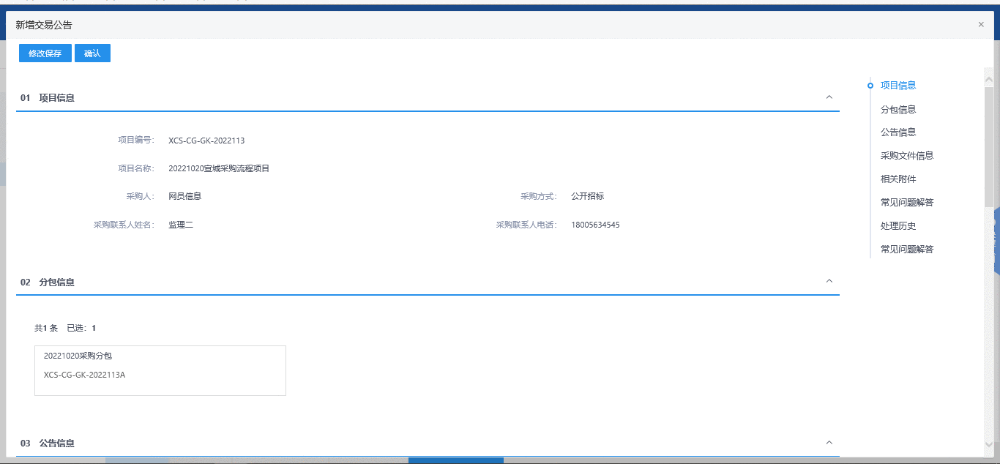 新增交易公告
×
修改保存 确认
01 项目信息
项目编号： XCS-CG-GK-2022113
项目名称： 20221020宣城采购流程项目
采购人： 网员信息 采购方式： 公开招标
采购联系人姓名： 监理二 采购联系人电话： 18005634545
02 分包信息
共1 条 已选：1
20221020采购分包
XCS-CG-GK-2022113A
03 公告信息
项目信息
分包信息
公告信息
采购文件信息
相关附件
常见问题解答
处理历史
常见问题解答